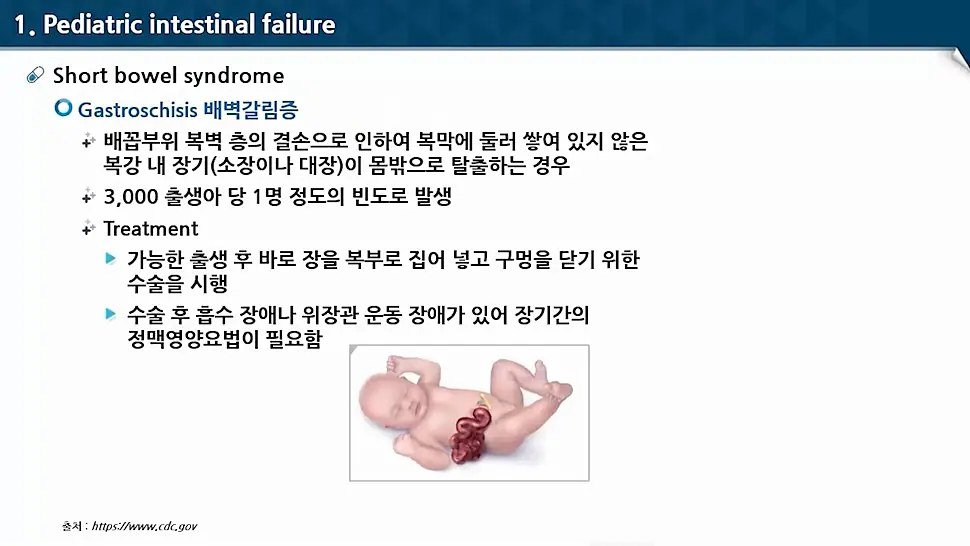 1. Pediatric intestinal failure
Short bowel syndrome
Gastroschisis 배벽갈림증
배꼽부위 복벽 층의 결손으로 인하여 복막에 둘러 쌓여 있지 않은
복강 내 장기(소장이나 대장)이 몸밖으로 탈출하는 경우
3,000 출생아 당 1명 정도의 빈도로 발생
Treatment
가능한 출생 후 바로 장을 복부로 집어 넣고 구멍을 닫기 위한
수술을 시행
수술 후 흡수 장애나 위장관 운동 장애가 있어 장기간의
정맥영양요법이 필요함
출처 : https://www.cdc.gov